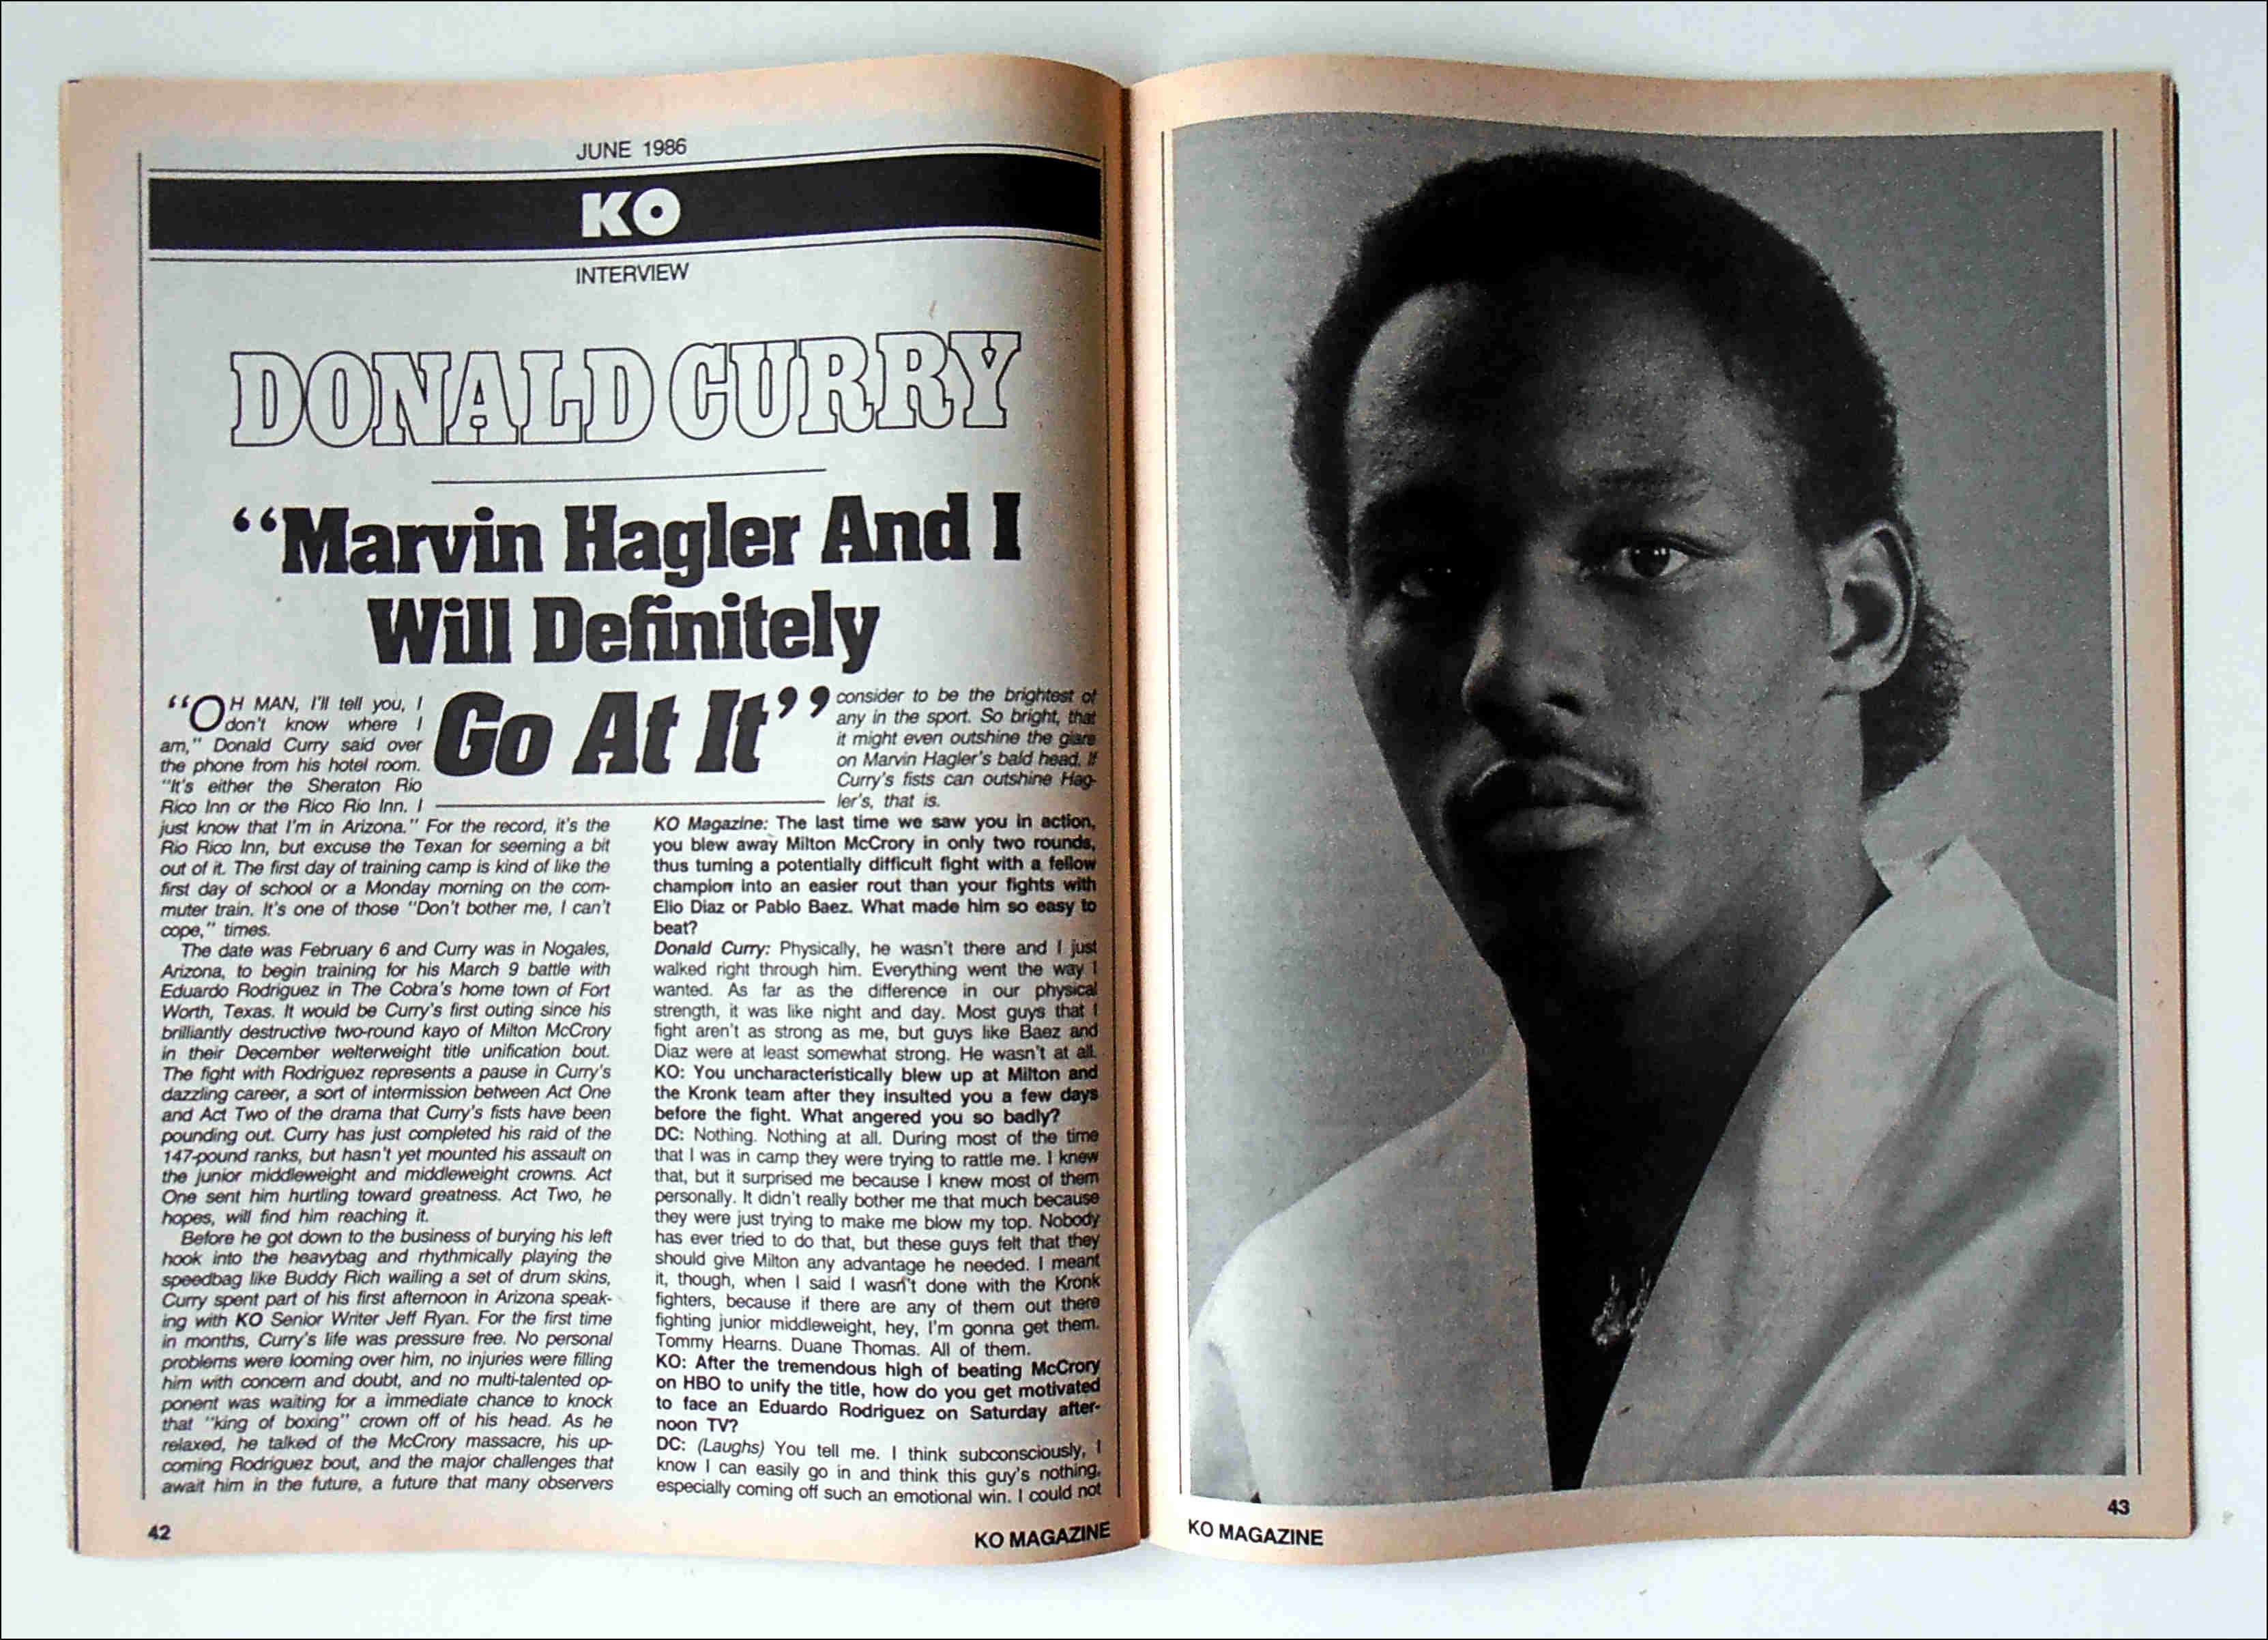 JUNE 1986
KO
INTERVIEW
DONALD CURRY
“Marvin Hagler And I
Will Definitely
Go At It”
“OH MAN, I'll tell you, I
don't know where I
am,” Donald Curry said over
the phone from his hotel room.
“It's either the Sheraton Rio
Rico Inn or the Rico Rio Inn. I
just know that I'm in Arizona.” For the record, it's the
Rio Rico Inn, but excuse the Texan for seeming a bit
out of it. The first day of training camp is kind of like the
first day of school or a Monday morning on the com-
muter train. It's one of those “Don't bother me, I can't
cope,” times.
The date was February 6 and Curry was in Nogales,
Arizona, to begin training for his March 9 battle with
Eduardo Rodriguez in The Cobra's home town of Fort
Worth, Texas. It would be Curry's first outing since his
brilliantly destructive two-round kayo of Milton McCrory
in their December welterweight title unification bout.
The fight with Rodriguez represents a pause in Curry's
dazzling career, a sort of intermission between Act One
and Act Two of the drama that Curry's fists have been
pounding out. Curry has just completed his raid of the
147-pound ranks, but hasn't yet mounted his assault on
the junior middleweight and middleweight crowns. Act
One sent him hurtling toward greatness. Act Two, he
hopes, will find him reaching it.
Before he got down to the business of burying his left
hook into the heavybag and rhythmically playing the
speedbag like Buddy Rich wailing a set of drum skins,
Curry spent part of his first afternoon in Arizona speak-
ing with KO Senior Writer Jeff Ryan. For the first time
in months, Curry's life was pressure free. No personal
problems were looming over him, no injuries were filling
him with concern and doubt, and no multi-talented op-
ponent was waiting for a immediate chance to knock
that “king of boxing” crown off of his head. As he
relaxed, he talked of the McCrory massacre, his up-
coming Rodriguez bout, and the major challenges that
await him in the future, a future that many observers
consider to be the brightest of
any in the sport. So bright, that
it might even outshine the glare
on Marvin Hagler's bald head. If
Curry's fists can outshine Hag-
ler's, that is.
KO Magazine: The last time we saw you in action,
you blew away Milton McCrory in only two rounds,
thus turning a potentially difficult fight with a fellow
champion into an easier rout than your fights with
Elio Diaz or Pablo Baez. What made him so easy to
beat?
Donald Curry: Physically, he wasn't there and I just
walked right through him. Everything went the way I
wanted. As far as the difference in our physical
strength, it was like night and day. Most guys that I
fight aren't as strong as me, but guys like Baez and
Diaz were at least somewhat strong. He wasn't at all.
KO: You uncharacteristically blew up at Milton and
the Kronk team after they insulted you a few days
before the fight. What angered you so badly?
DC: Nothing. Nothing at all. During most of the time
that I was in camp they were trying to rattle me. I knew
that, but it surprised me because I knew most of them
personally. It didn't really bother me that much because
they were just trying to make me blow my top. Nobody
has ever tried to do that, but these guys felt that they
should give Milton any advantage he needed. I meant
it, though, when I said I wasn't done with the Kronk
fighters, because if there are any of them out there
fighting junior middleweight, hey, I'm gonna get them.
Tommy Hearns. Duane Thomas. All of them.
KO: After the tremendous high of beating McCrory
on HBO to unify the title, how do you get motivated
to face an Eduardo Rodriguez on Saturday after-
noon TV?
DC: (Laughs) You tell me. I think subconsciously, I
know I can easily go in and think this guy's nothing,
especially coming off such an emotional win. I could not
42
KO MAGAZINE
KO MAGAZINE
43